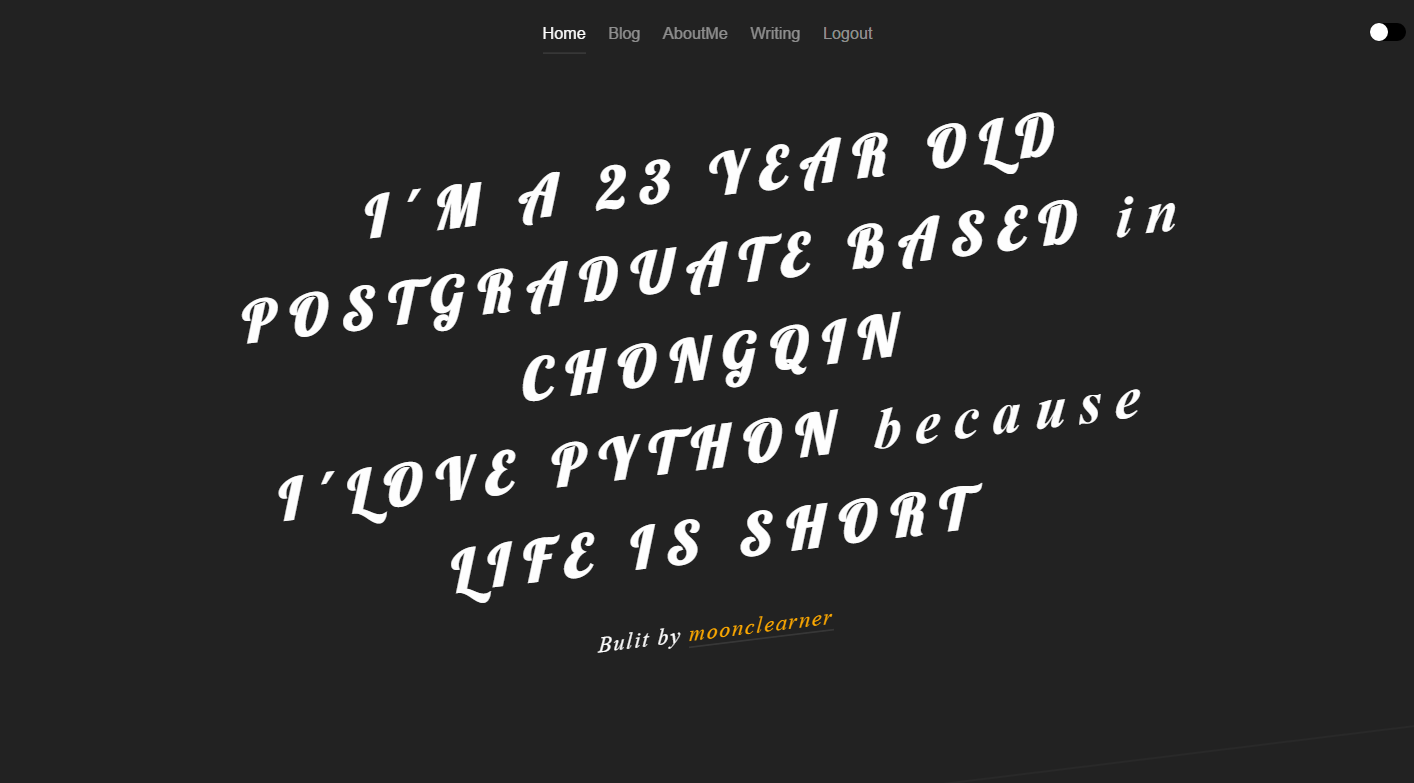 Home Blog AboutMe Writing Logout
I´M A 23 YEAR OLD
POSTGRADUATE BASED in
CHONGQIN
I´LOVE PYTHON because
LIFE IS SHORT
Bulit by moonclearner